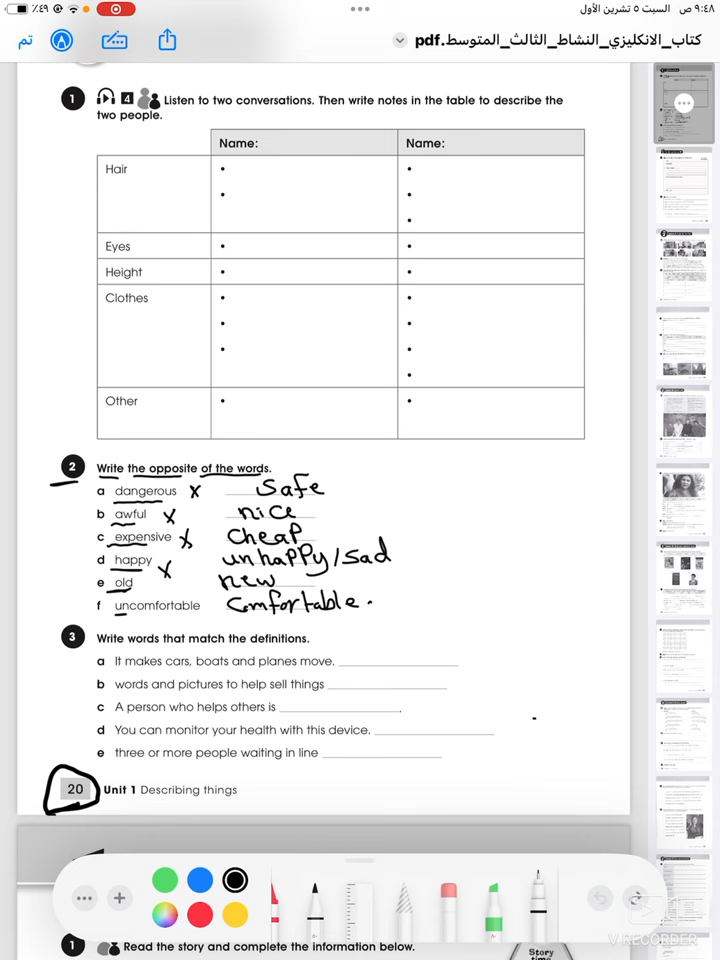 ٪٤٩ ٩:٤٨ ص السبت ٥ تشرين الأول
تم كتاب_الانكليزي_النشاط_الثالث_المتوسط.pdf
1 4 Listen to two conversations. Then write notes in the table to describe the
two people.
Name: Name:
Hair
Eyes
Height
Clothes
Other
2 Write the opposite of the words.
a dangerous x safe
b awful x nice
c expensive x cheap
d happy x unhappy/sad
e old new
f uncomfortable comfortable.
3 Write words that match the definitions.
a It makes cars, boats and planes move.
b words and pictures to help sell things
c A person who helps others is .
d You can monitor your health with this device.
e three or more people waiting in line
20 Unit 1 Describing things
V RECORDER
1 Read the story and complete the information below.
Story
time